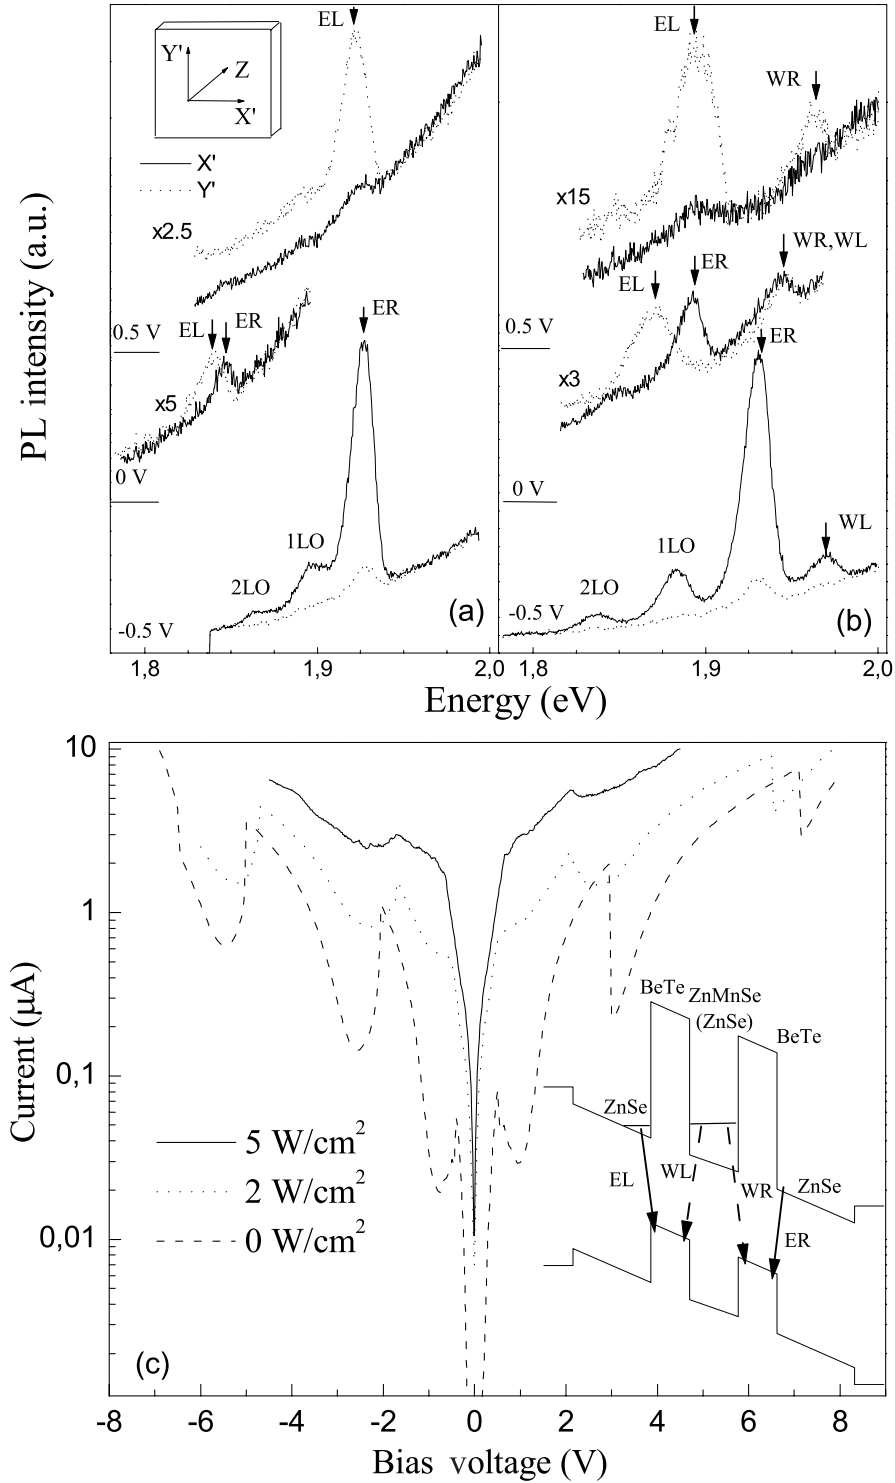 PL intensity (a.u.)
EL
Y'
Z
X'
X'
Y'
x2.5
0.5 V
EL
ER
ER
x5
0 V
1LO
2LO
-0.5 V
(a)
1,8
1,9
2,0
EL
WR
x15
WR,WL
EL
ER
0.5 V
ER
x3
0 V
WL
1LO
2LO
-0.5 V
(b)
1,8
1,9
2,0
Energy (eV)
10
1
0,1
0,01
Current (μA)
BeTe
ZnMnSe
(ZnSe)
BeTe
ZnSe
EL
WL
WR
ZnSe
ER
5 W/cm²
2 W/cm²
0 W/cm²
(c)
-8 -6 -4 -2 0 2 4 6 8
Bias voltage (V)